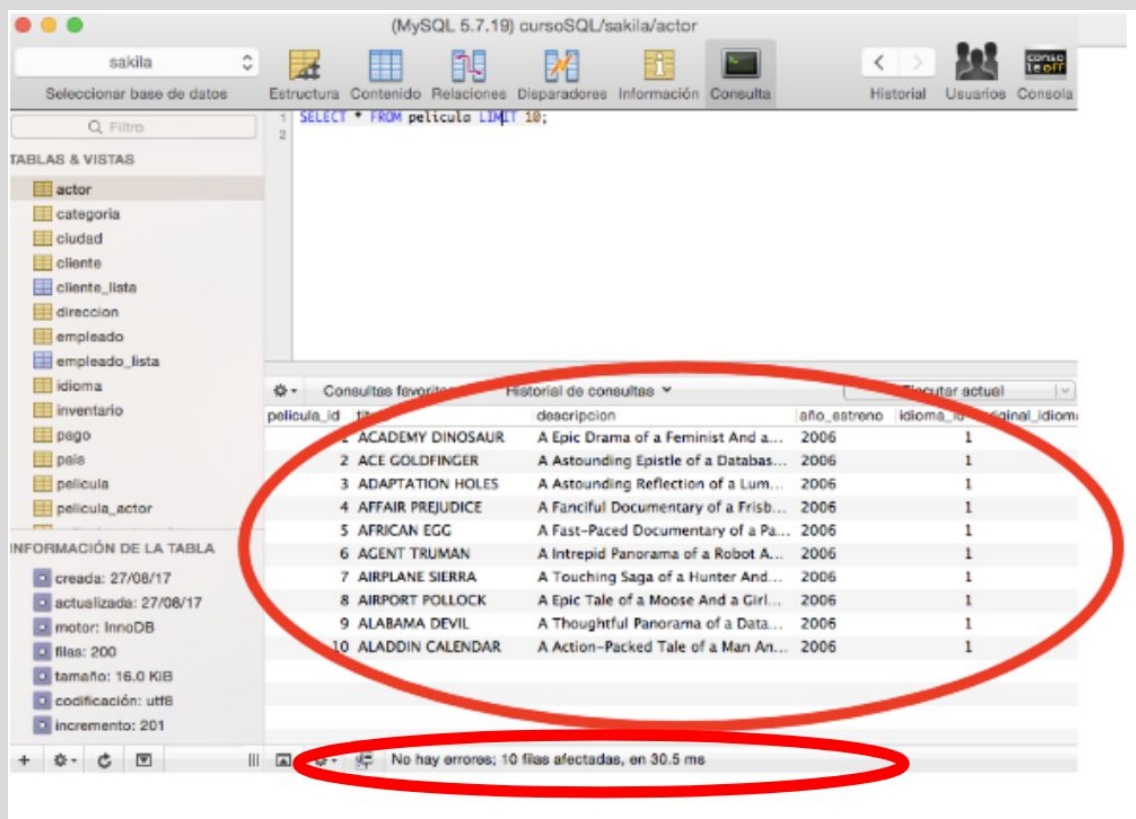 (MySQL 5.7.19) cursoSQL/sakila/actor
sakila
Seleccionar base de datos
Estructura Contenido Relaciones Disparadores Información Consulta
Historial Usuarios Consola
conso
le off
Filtro
1 SELECT * FROM pelicula LIMIT 10;
2
TABLAS & VISTAS
actor
categoria
ciudad
cliente
cliente_lista
direccion
empleado
empleado_lista
idioma
inventario
pago
pais
pelicula
pelicula_actor
INFORMACIÓN DE LA TABLA
creada: 27/08/17
actualizada: 27/08/17
motor: InnoDB
filas: 200
tamaño: 16.0 KiB
codificación: utf8
incremento: 201
Consultas Historial de consultas actual
pelicula_id descripcion año_estreno
1 ACADEMY DINOSAUR A Epic Drama of a Feminist And a... 2006 1
2 ACE GOLDFINGER A Astounding Epistle of a Databas... 2006 1
3 ADAPTATION HOLES A Astounding Reflection of a Lum... 2006 1
4 AFFAIR PREJUDICE A Fanciful Documentary of a Frisb... 2006 1
5 AFRICAN EGG A Fast-Paced Documentary of a Pa... 2006 1
6 AGENT TRUMAN A Intrepid Panorama of a Robot A... 2006 1
7 AIRPLANE SIERRA A Touching Saga of a Hunter And... 2006 1
8 AIRPORT POLLOCK A Epic Tale of a Moose And a Girl... 2006 1
9 ALABAMA DEVIL A Thoughtful Panorama of a Data... 2006 1
10 ALADDIN CALENDAR A Action-Packed Tale of a Man An... 2006 1
No hay errores; 10 filas afectadas, en 30.5 ms